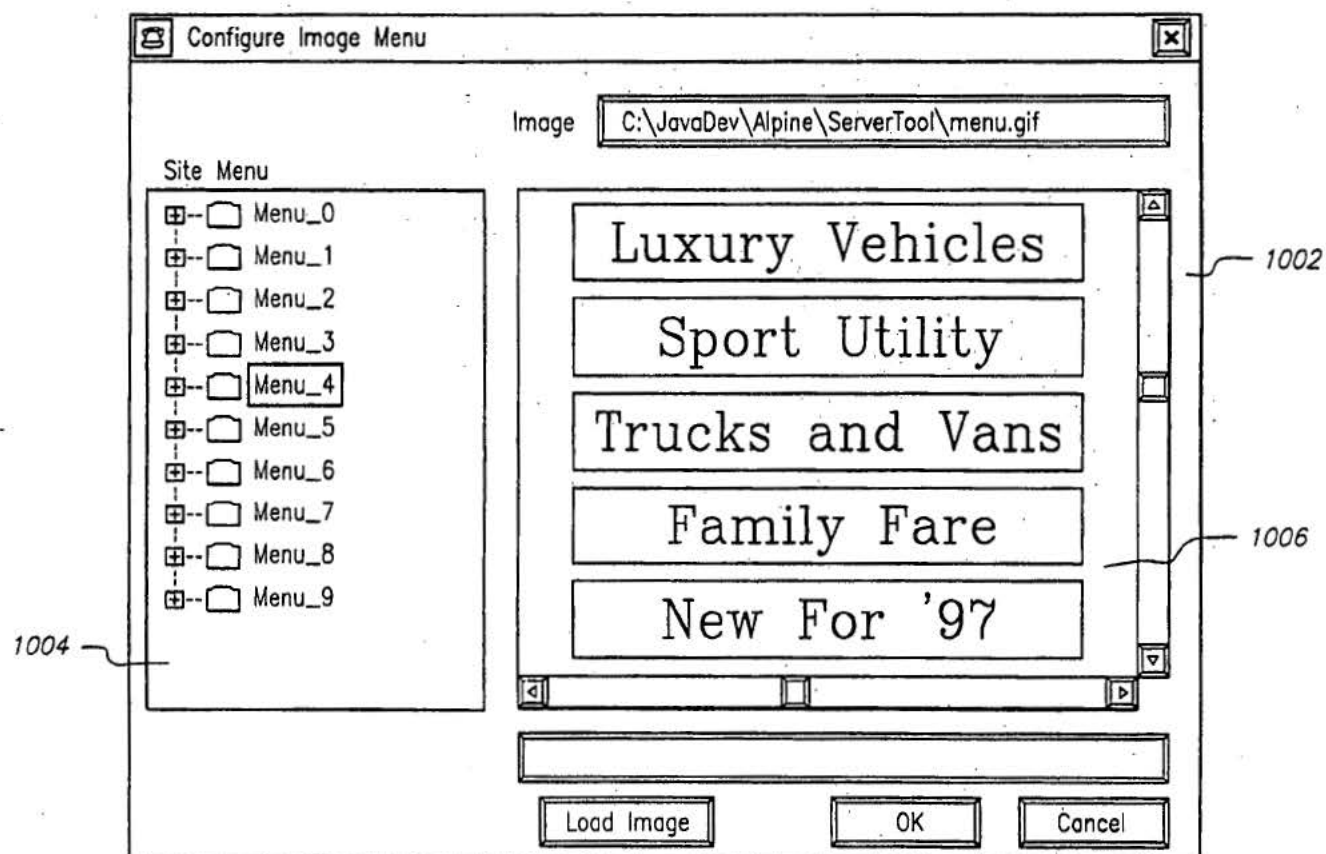 Configure Image Menu
Image C:\JavaDev\Alpine\ServerTool\menu.gif
Site Menu
Menu_0
Menu_1
Menu_2
Menu_3
Menu_4
Menu_5
Menu_6
Menu_7
Menu_8
Menu_9
Luxury Vehicles
Sport Utility
Trucks and Vans
Family Fare
New For '97
1002
1006
1004
Load Image
OK
Cancel